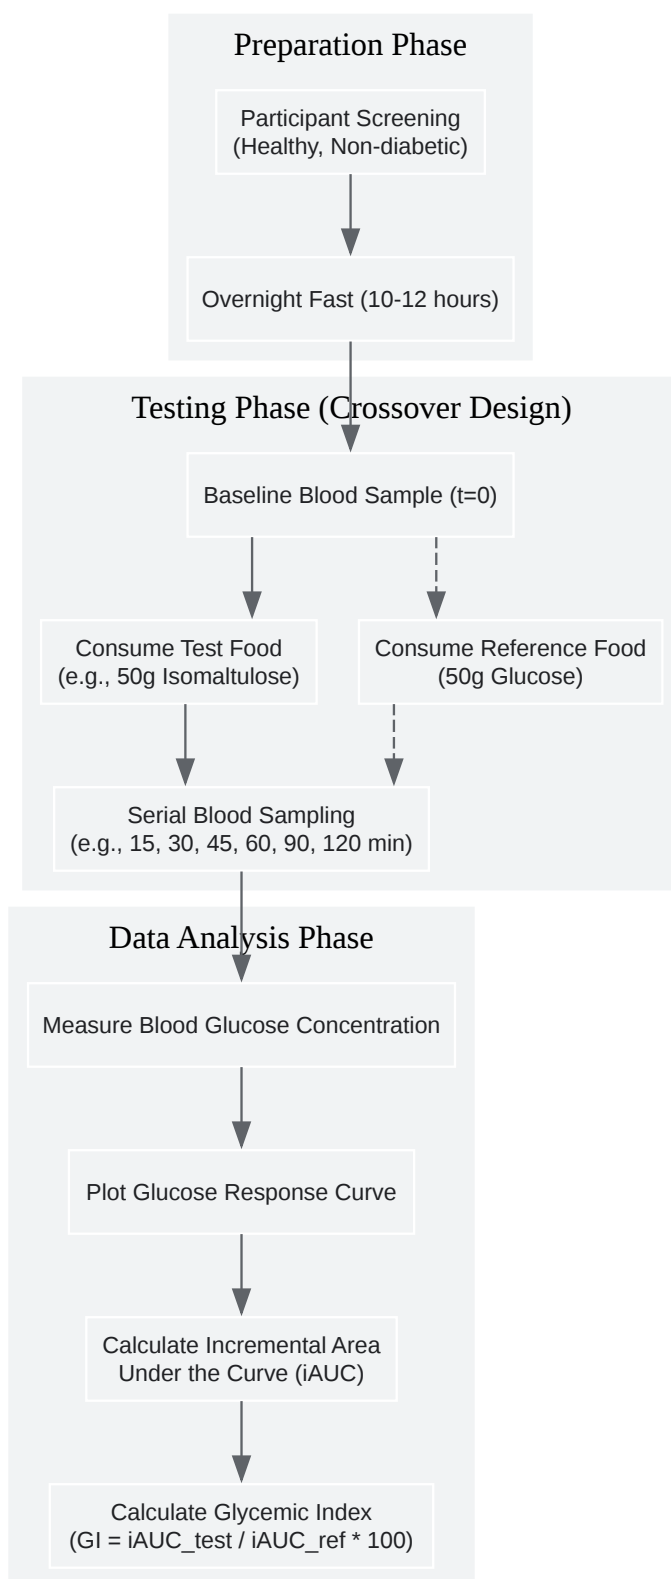 Preparation Phase
Participant Screening
(Healthy, Non-diabetic)
Overnight Fast (10-12 hours)
Testing Phase (Crossover Design)
Baseline Blood Sample (t=0)
Consume Test Food
(e.g., 50g Isomaltulose)
Consume Reference Food
(50g Glucose)
Serial Blood Sampling
(e.g., 15, 30, 45, 60, 90, 120 min)
Data Analysis Phase
Measure Blood Glucose Concentration
Plot Glucose Response Curve
Calculate Incremental Area
Under the Curve (iAUC)
Calculate Glycemic Index
(GI = iAUC_test / iAUC_ref * 100)